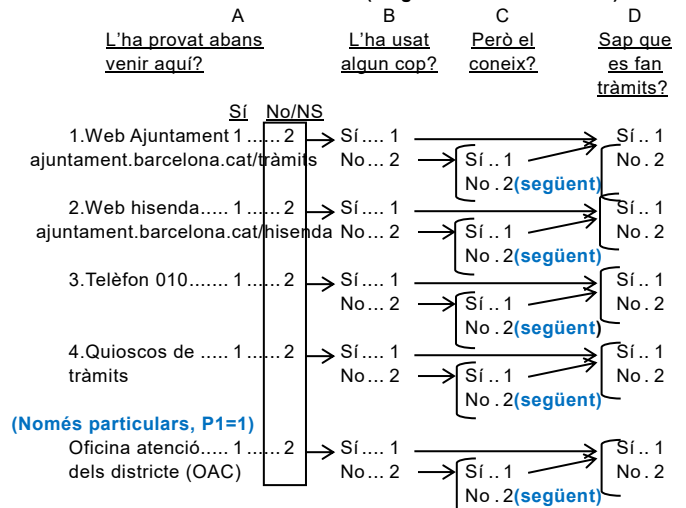 A B C D
L'ha provat abans L'ha usat Però el Sap que
venir aquí? algun cop? coneix? es fan
tràmits?
Sí No/NS
1.Web Ajuntament 1 ...... 2 Sí .... 1 Sí .. 1
ajuntament.barcelona.cat/tràmits No ... 2 Sí .. 1 No . 2
No . 2(següent)
2.Web hisenda..... 1 ...... 2 Sí .... 1 Sí .. 1
ajuntament.barcelona.cat/hisenda No ... 2 Sí .. 1 No . 2
No . 2(següent)
3.Telèfon 010....... 1 ...... 2 Sí .... 1 Sí .. 1
No ... 2 Sí .. 1 No . 2
No . 2(següent)
4.Quioscos de ..... 1 ...... 2 Sí .... 1 Sí .. 1
tràmits No ... 2 Sí .. 1 No . 2
No . 2(següent)
(Només particulars, P1=1)
Oficina atenció..... 1 ...... 2 Sí .... 1 Sí .. 1
dels districte (OAC) No ... 2 Sí .. 1 No . 2
No . 2(següent)